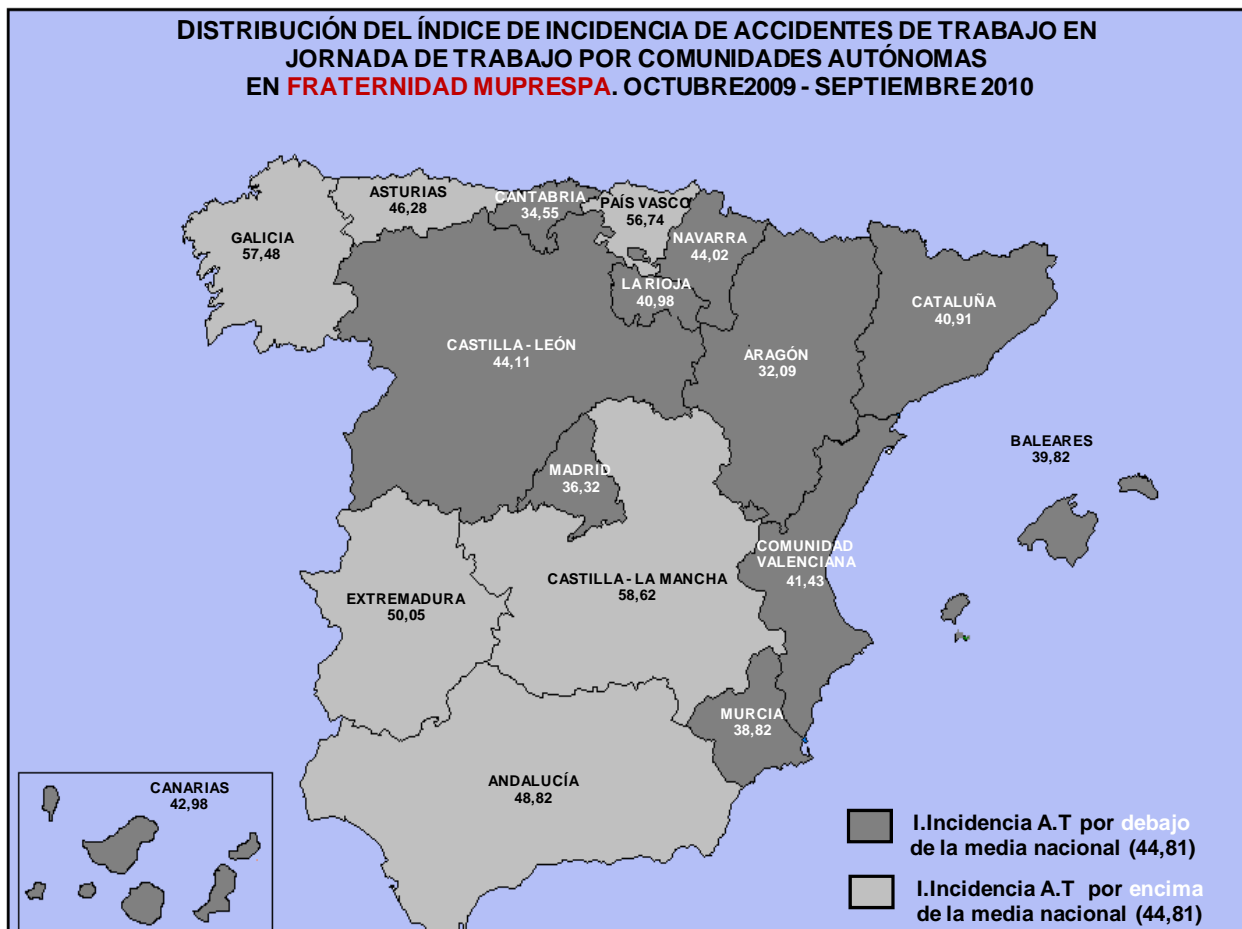 DISTRIBUCIÓN DEL ÍNDICE DE INCIDENCIA DE ACCIDENTES DE TRABAJO EN
JORNADA DE TRABAJO POR COMUNIDADES AUTÓNOMAS
EN FRATERNIDAD MUPRESPA. OCTUBRE2009 - SEPTIEMBRE 2010
ASTURIAS
46,28
CANTABRIA
34,55
PAÍS VASCO
56,74
GALICIA
57,48
NAVARRA
44,02
LA RIOJA
40,98
CATALUÑA
40,91
CASTILLA - LEÓN
44,11
ARAGÓN
32,09
BALEARES
39,82
MADRID
36,32
COMUNIDAD
VALENCIANA
41,43
CASTILLA - LA MANCHA
58,62
EXTREMADURA
50,05
MURCIA
38,82
ANDALUCÍA
48,82
CANARIAS
42,98
I.Incidencia A.T por debajo
de la media nacional (44,81)
I.Incidencia A.T por encima
de la media nacional (44,81)